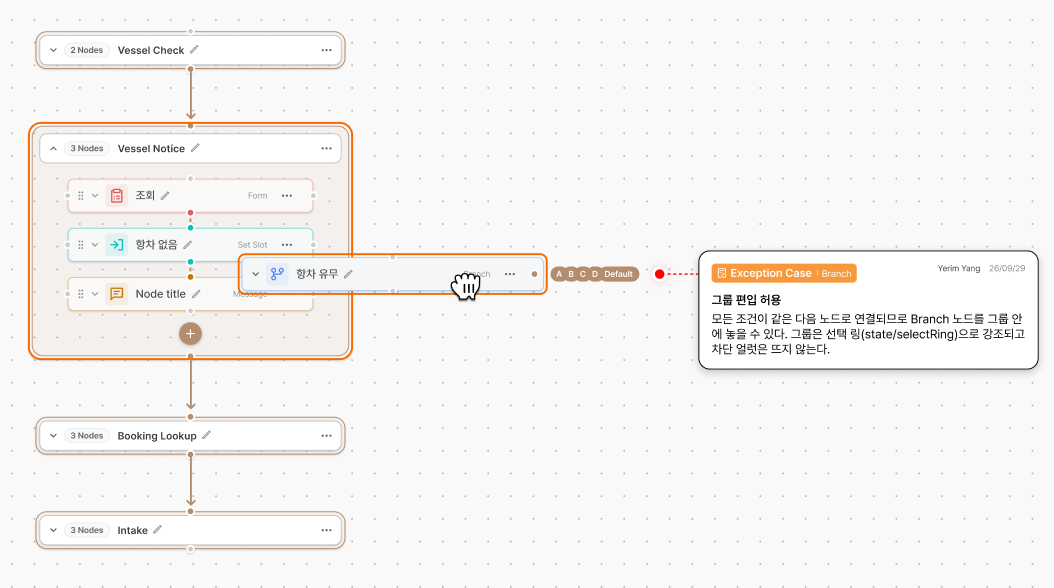 2 Nodes Vessel Check
3 Nodes Vessel Notice
조회 Form
항차 없음 Set Slot
항차 유무 Branch
A B C D Default
Node title Message
3 Nodes Booking Lookup
3 Nodes Intake
Exception Case | Branch Yerim Yang 26/09/29
그룹 편입 허용
모든 조건이 같은 다음 노드로 연결되므로 Branch 노드를 그룹 안
에 놓을 수 있다. 그룹은 선택 링(state/selectRing)으로 강조되고
차단 얼럿은 뜨지 않는다.